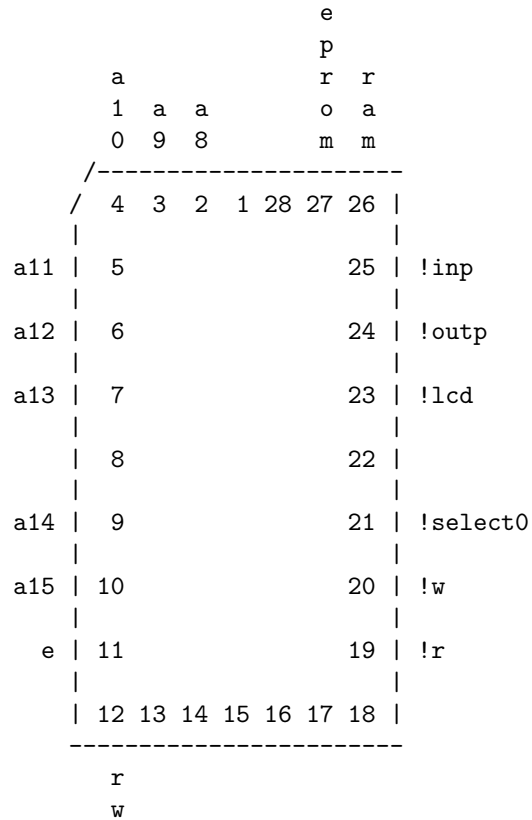 e
                         p
        a                r  r
        1  a  a          o  a
        0  9  8          m  m
      /----------------------
     /  4  3  2  1 28 27 26 |
     |                      |
 a11 |  5                25 | !inp
     |                      |
 a12 |  6                24 | !outp
     |                      |
 a13 |  7                23 | !lcd
     |                      |
     |  8                22 |
     |                      |
 a14 |  9                21 | !select0
     |                      |
 a15 | 10                20 | !w
     |                      |
   e | 11                19 | !r
     |                      |
     | 12 13 14 15 16 17 18 |
     ------------------------
        r
        w